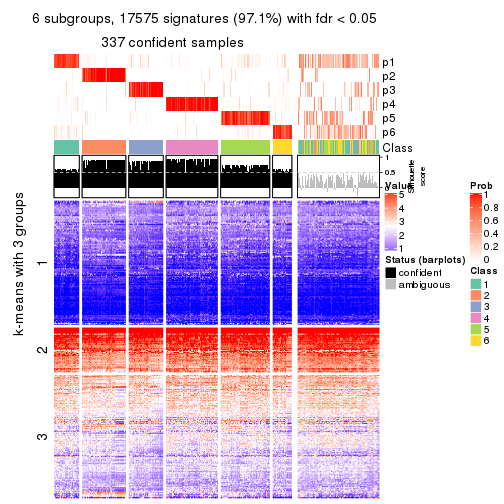 6 subgroups, 17575 signatures (97.1%) with fdr < 0.05
337 confident samples
p1
p2
p3
p4
p5
p6
Class
1
0.5
0
Silhouette
score
k-means with 3 groups
1
2
3
Value
5
4
3
2
1
Status (barplots)
confident
ambiguous
Prob
1
0.8
0.6
0.4
0.2
0
Class
1
2
3
4
5
6